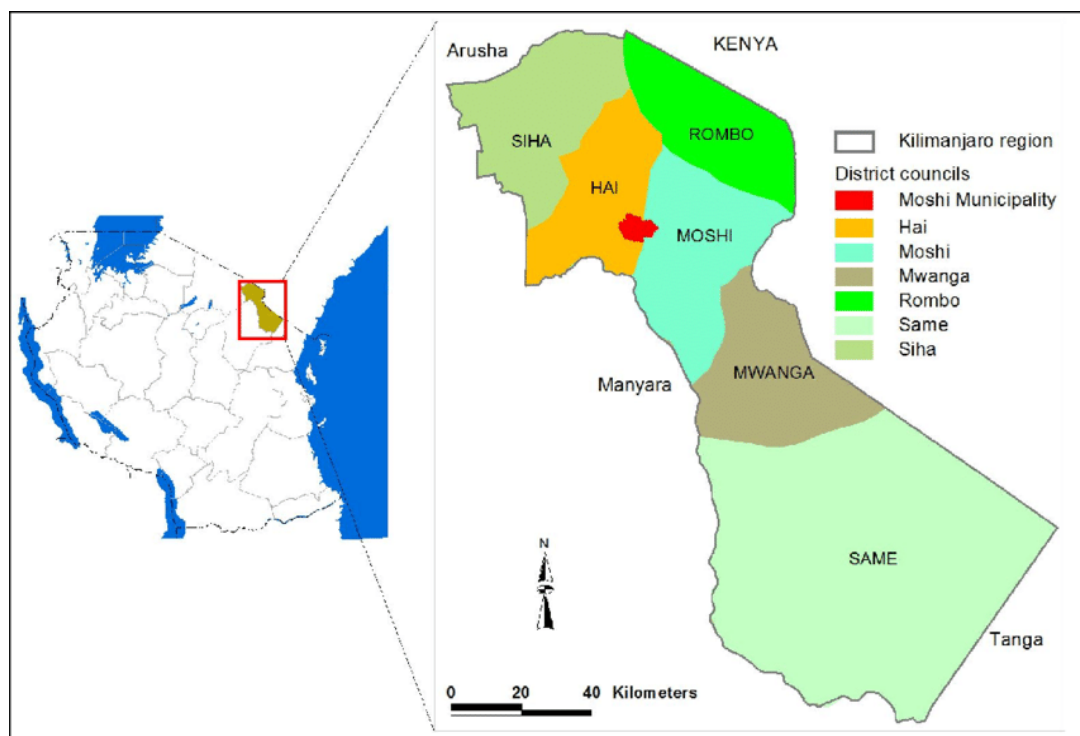 Arusha
KENYA
SIHA
ROMBO
HAI
MOSHI
Manyara
MWANGA
SAME
Tanga
Kilimanjaro region
District councils
Moshi Municipality
Hai
Moshi
Mwanga
Rombo
Same
Siha
N
0 20 40 Kilometers